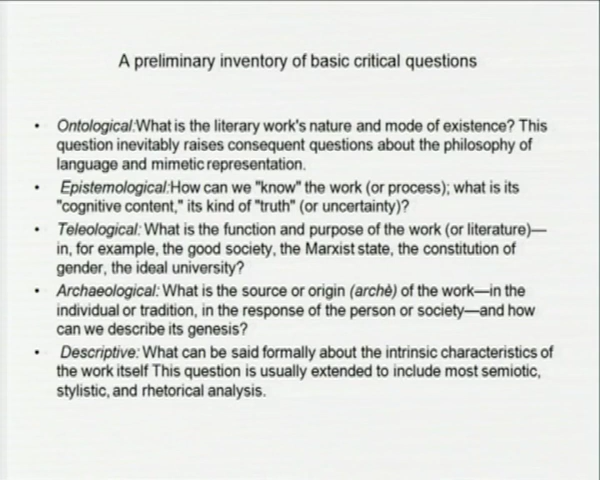 A preliminary inventory of basic critical questions
• Ontological:What is the literary work's nature and mode of existence? This
question inevitably raises consequent questions about the philosophy of
language and mimetic representation.
• Epistemological:How can we "know" the work (or process); what is its
"cognitive content," its kind of "truth" (or uncertainty)?
• Teleological: What is the function and purpose of the work (or literature)—
in, for example, the good society, the Marxist state, the constitution of
gender, the ideal university?
• Archaeological: What is the source or origin (archè) of the work—in the
individual or tradition, in the response of the person or society—and how
can we describe its genesis?
• Descriptive: What can be said formally about the intrinsic characteristics of
the work itself This question is usually extended to include most semiotic,
stylistic, and rhetorical analysis.